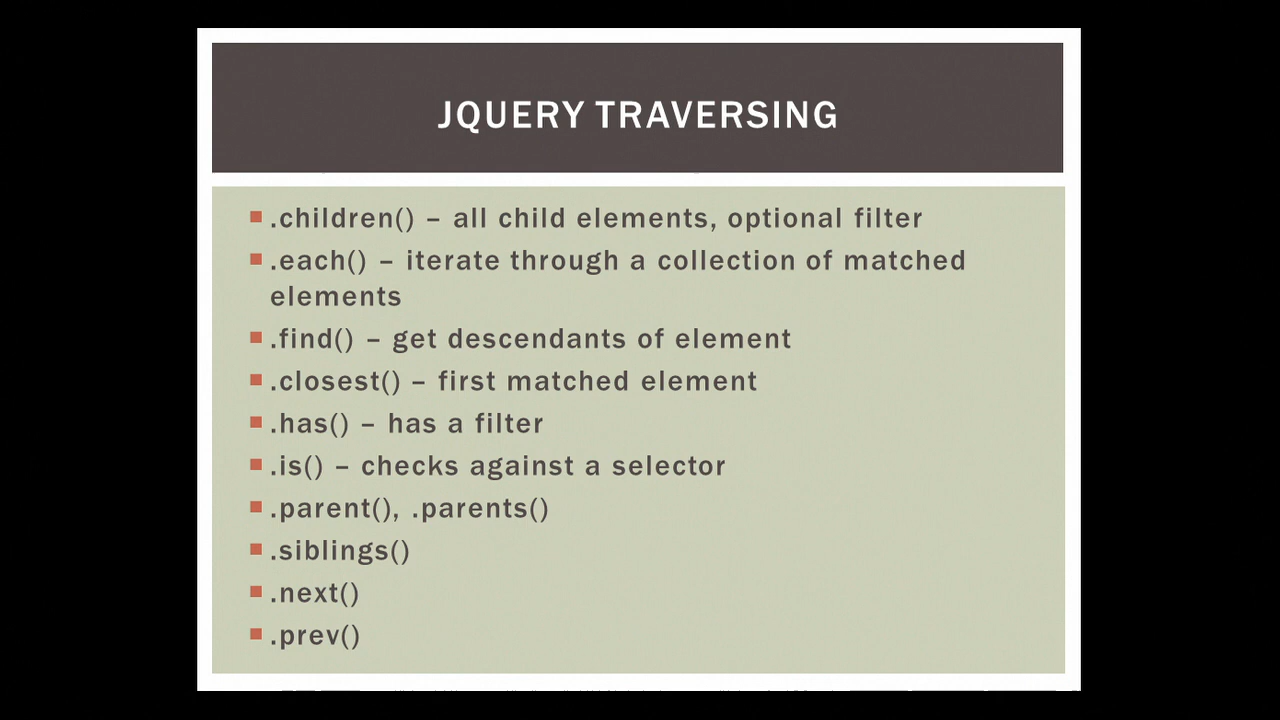 JQUERY TRAVERSING
.children() – all child elements, optional filter
.each() – iterate through a collection of matched
elements
.find() – get descendants of element
.closest() – first matched element
.has() – has a filter
.is() – checks against a selector
.parent(), .parents()
.siblings()
.next()
.prev()